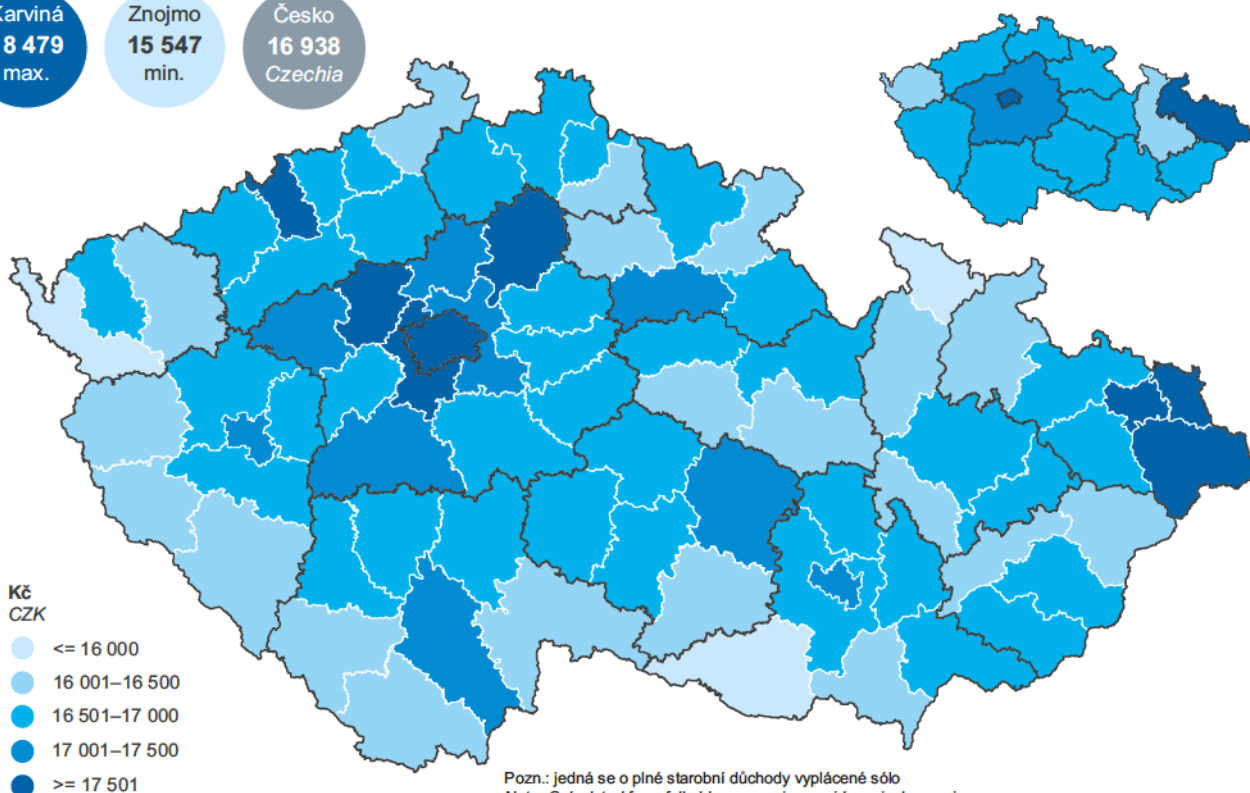 Karviná
8 479
max.
Znojmo
15 547
min.
Česko
16 938
Czechia
Kč
CZK
<= 16 000
16 001–16 500
16 501–17 000
17 001–17 500
>= 17 501
Pozn.: jedná se o plné starobní důchody vyplácené sólo